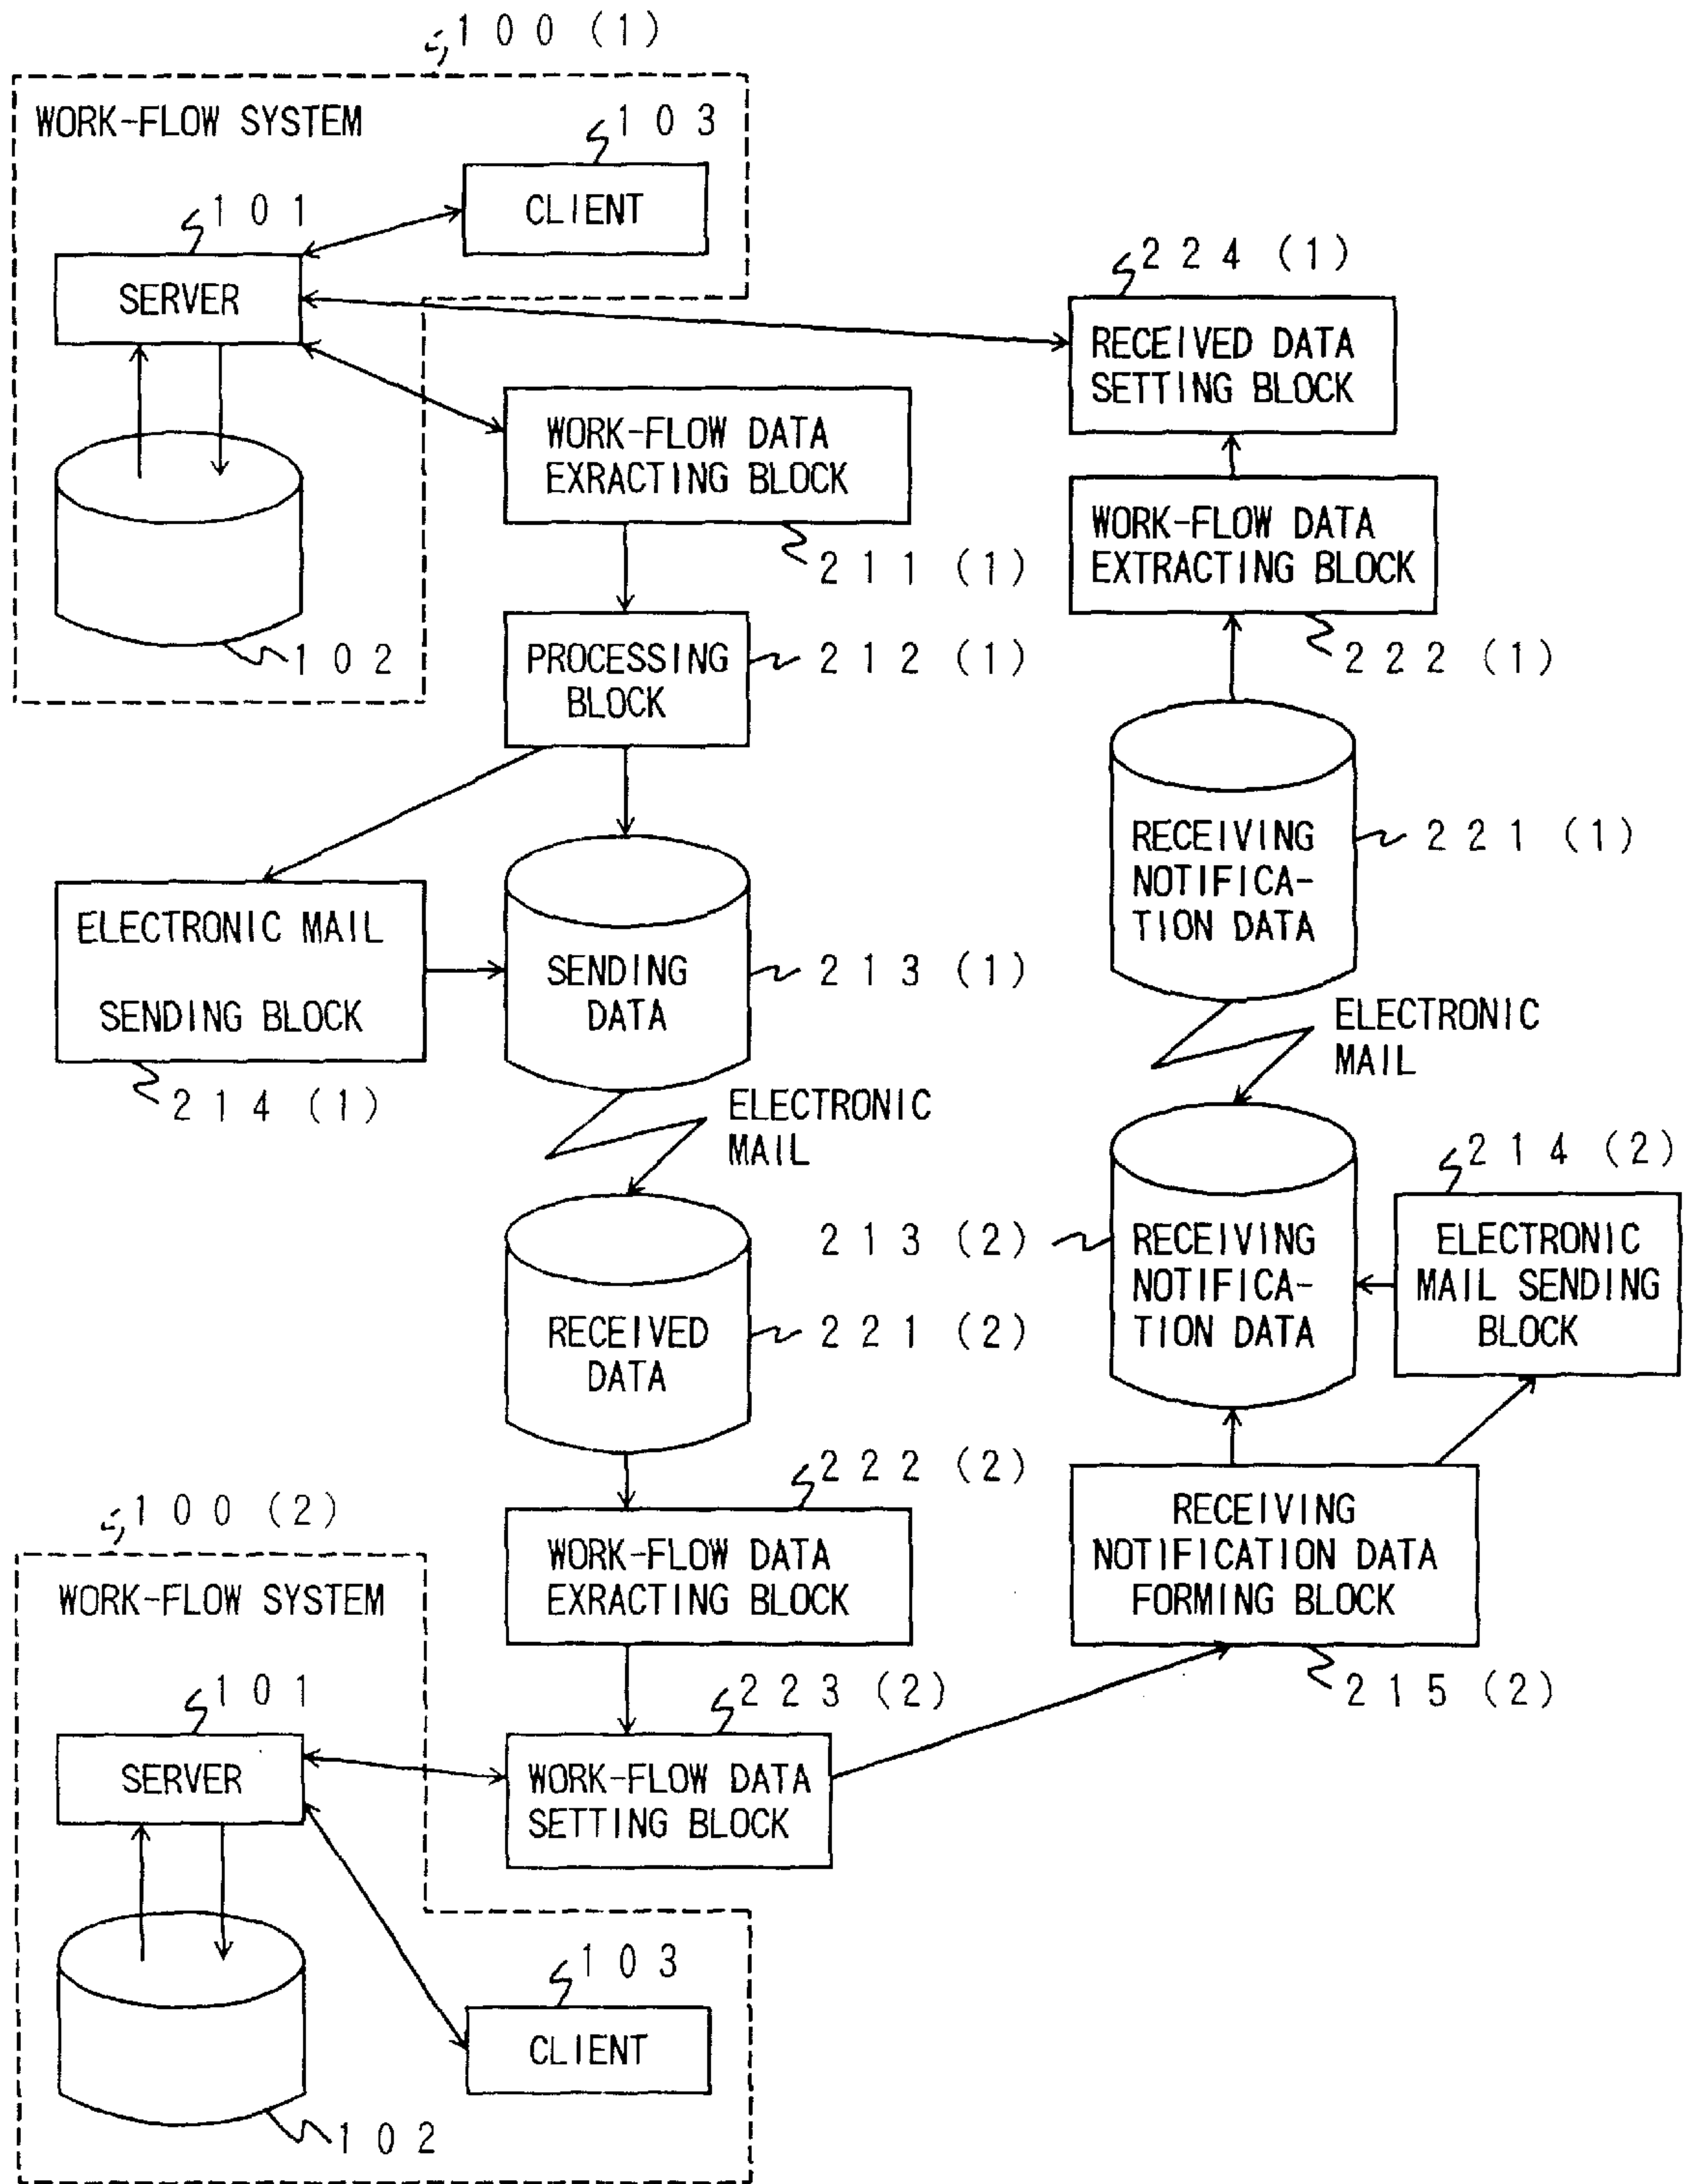 100(1)
WORK-FLOW SYSTEM
103
CLIENT
101
SERVER
102
224(1)
RECEIVED DATA
SETTING BLOCK
WORK-FLOW DATA
EXRACTING BLOCK
211(1)
WORK-FLOW DATA
EXTRACTING BLOCK
222(1)
PROCESSING
BLOCK
212(1)
RECEIVING
NOTIFICA-
TION DATA
221(1)
ELECTRONIC MAIL
SENDING BLOCK
214(1)
SENDING
DATA
213(1)
ELECTRONIC
MAIL
ELECTRONIC
MAIL
214(2)
213(2)
RECEIVING
NOTIFICA-
TION DATA
ELECTRONIC
MAIL SENDING
BLOCK
RECEIVED
DATA
221(2)
222(2)
WORK-FLOW DATA
EXRACTING BLOCK
RECEIVING
NOTIFICATION DATA
FORMING BLOCK
215(2)
100(2)
WORK-FLOW SYSTEM
101
SERVER
223(2)
WORK-FLOW DATA
SETTING BLOCK
103
CLIENT
102